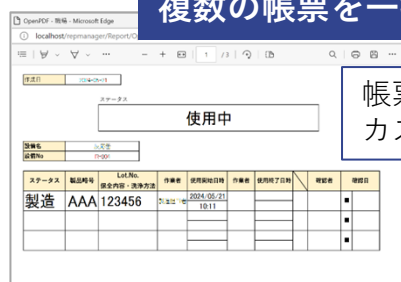 複数の帳票を一
OpenPDF - 職場 - Microsoft Edge
localhost/repmanager/Report/O
1 /3
帳票
カス
作成日
ステータス
使用中
設備名
設備No
ステータス 製品略号 Lot.No. 保全内容・洗浄方法 作業者 使用開始日時 作業者 使用終了日時 確認者 確認日
製造 AAA 123456 2024/05/21 ■
10:11
■
■